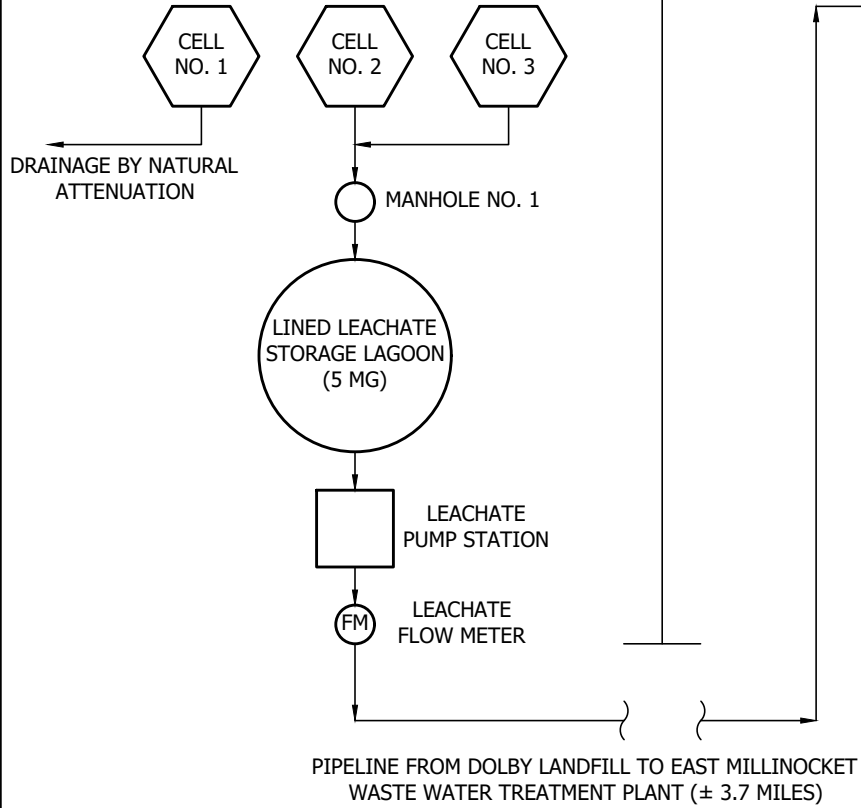 CELL
NO. 1
CELL
NO. 2
CELL
NO. 3
DRAINAGE BY NATURAL
ATTENUATION
MANHOLE NO. 1
LINED LEACHATE
STORAGE LAGOON
(5 MG)
LEACHATE
PUMP STATION
FM
LEACHATE
FLOW METER
PIPELINE FROM DOLBY LANDFILL TO EAST MILLINOCKET
WASTE WATER TREATMENT PLANT (± 3.7 MILES)